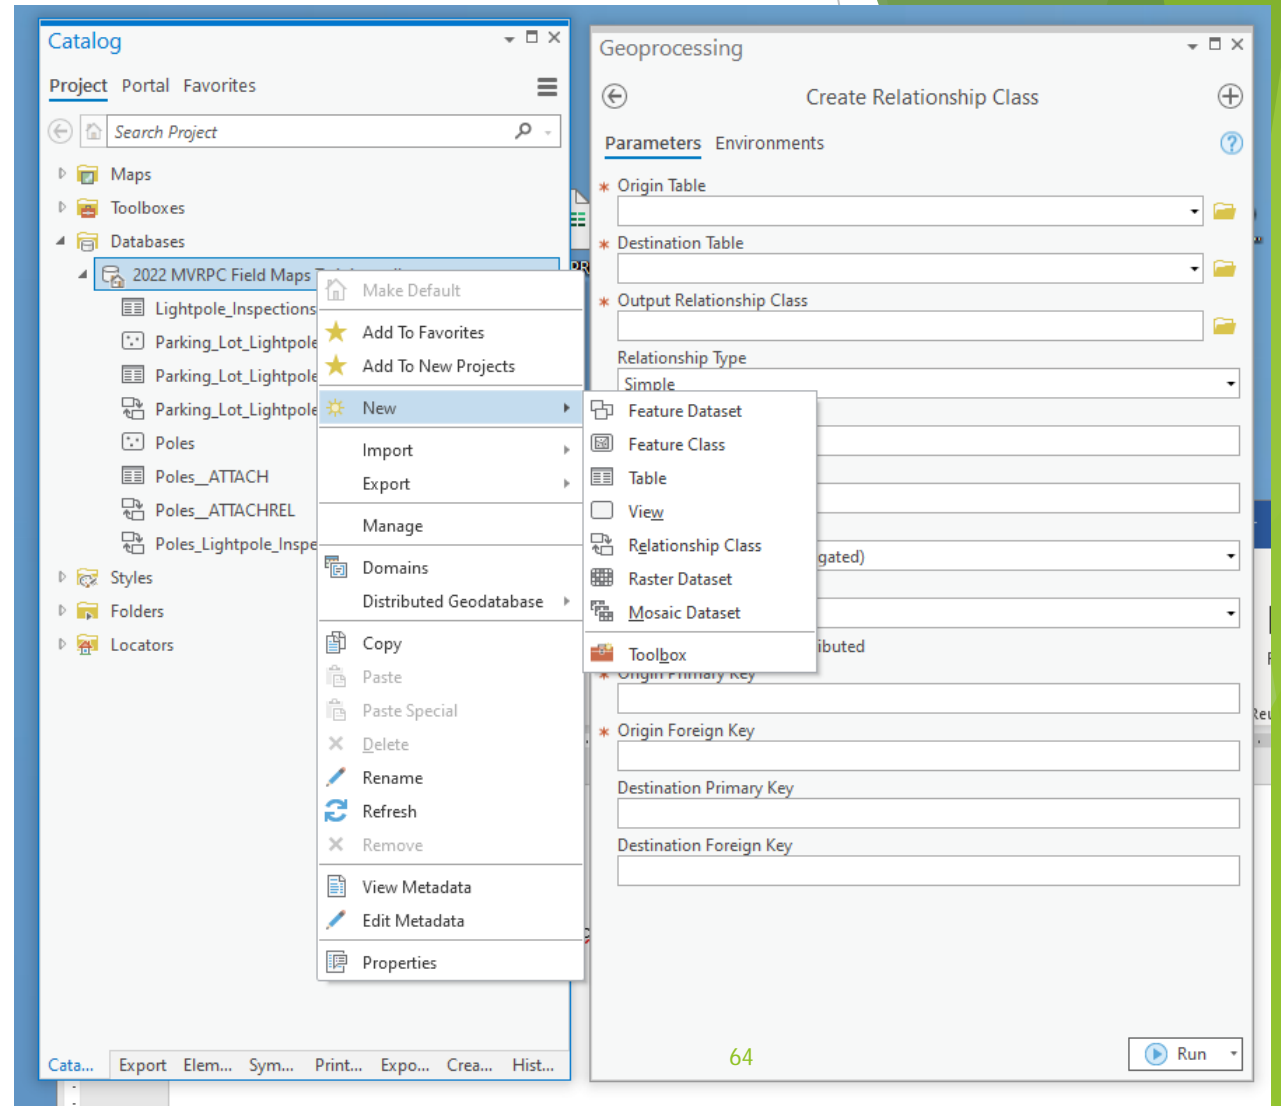 Catalog
Project Portal Favorites
Search Project
Maps
Toolboxes
Databases
2022 MVRPC Field Maps
Lightpole_Inspections
Parking_Lot_Lightpole
Parking_Lot_Lightpole
Parking_Lot_Lightpole
Poles
Poles__ATTACH
Poles_ATTACHREL
Poles_Lightpole_Inspe
Styles
Folders
Locators
Cata... Export Elem... Sym... Print... Expo... Crea... Hist...
Make Default
Add To Favorites
Add To New Projects
New
Import
Export
Manage
Domains
Distributed Geodatabase
Copy
Paste
Paste Special
Delete
Rename
Refresh
Remove
View Metadata
Edit Metadata
Properties
Feature Dataset
Feature Class
Table
View
Relationship Class
Raster Dataset
Mosaic Dataset
Toolbox
Geoprocessing
Create Relationship Class
Parameters Environments
* Origin Table
* Destination Table
* Output Relationship Class
Relationship Type
Simple
gated)
ibuted
* Origin Primary Key
* Origin Foreign Key
Destination Primary Key
Destination Foreign Key
64
Run